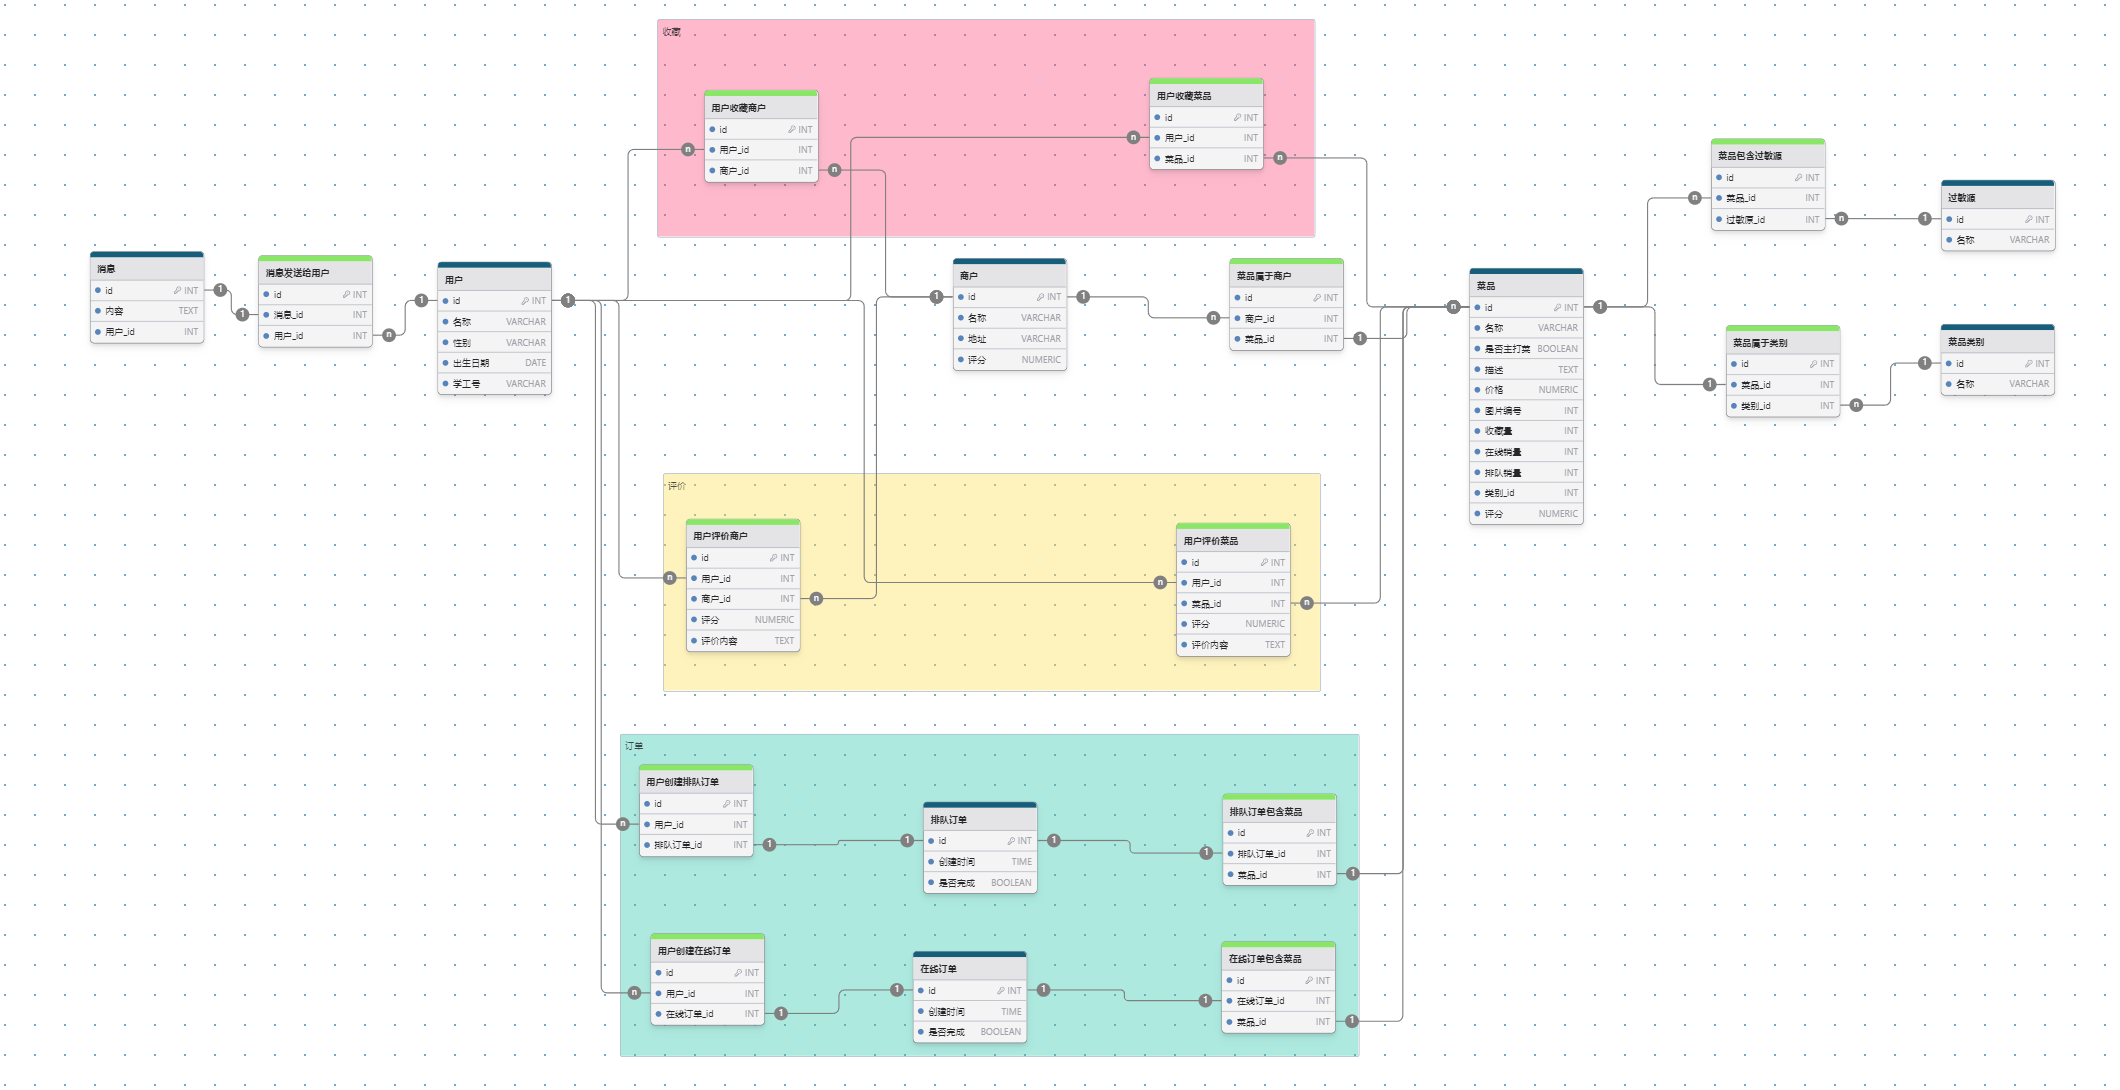 收藏
用户收藏商户
id INT
用户_id INT
商户_id INT
用户收藏菜品
id INT
用户_id INT
菜品_id INT
消息
id INT
内容 TEXT
用户_id INT
消息发送给用户
id INT
消息_id INT
用户_id INT
用户
id INT
名称 VARCHAR
性别 VARCHAR
出生日期 DATE
学工号 VARCHAR
商户
id INT
名称 VARCHAR
地址 VARCHAR
评分 NUMERIC
菜品属于商户
id INT
商户_id INT
菜品_id INT
菜品
id INT
名称 VARCHAR
是否主打菜 BOOLEAN
描述 TEXT
价格 NUMERIC
图片编号 INT
收藏量 INT
在线销量 INT
排队销量 INT
类别_id INT
评分 NUMERIC
菜品包含过敏源
id INT
菜品_id INT
过敏原_id INT
过敏源
id INT
名称 VARCHAR
菜品属于类别
id INT
菜品_id INT
类别_id INT
菜品类别
id INT
名称 VARCHAR
评价
用户评价商户
id INT
用户_id INT
商户_id INT
评分 NUMERIC
评价内容 TEXT
用户评价菜品
id INT
用户_id INT
菜品_id INT
评分 NUMERIC
评价内容 TEXT
订单
用户创建排队订单
id INT
用户_id INT
排队订单_id INT
排队订单
id INT
创建时间 TIME
是否完成 BOOLEAN
排队订单包含菜品
id INT
排队订单_id INT
菜品_id INT
用户创建在线订单
id INT
用户_id INT
在线订单_id INT
在线订单
id INT
创建时间 TIME
是否完成 BOOLEAN
在线订单包含菜品
id INT
在线订单_id INT
菜品_id INT